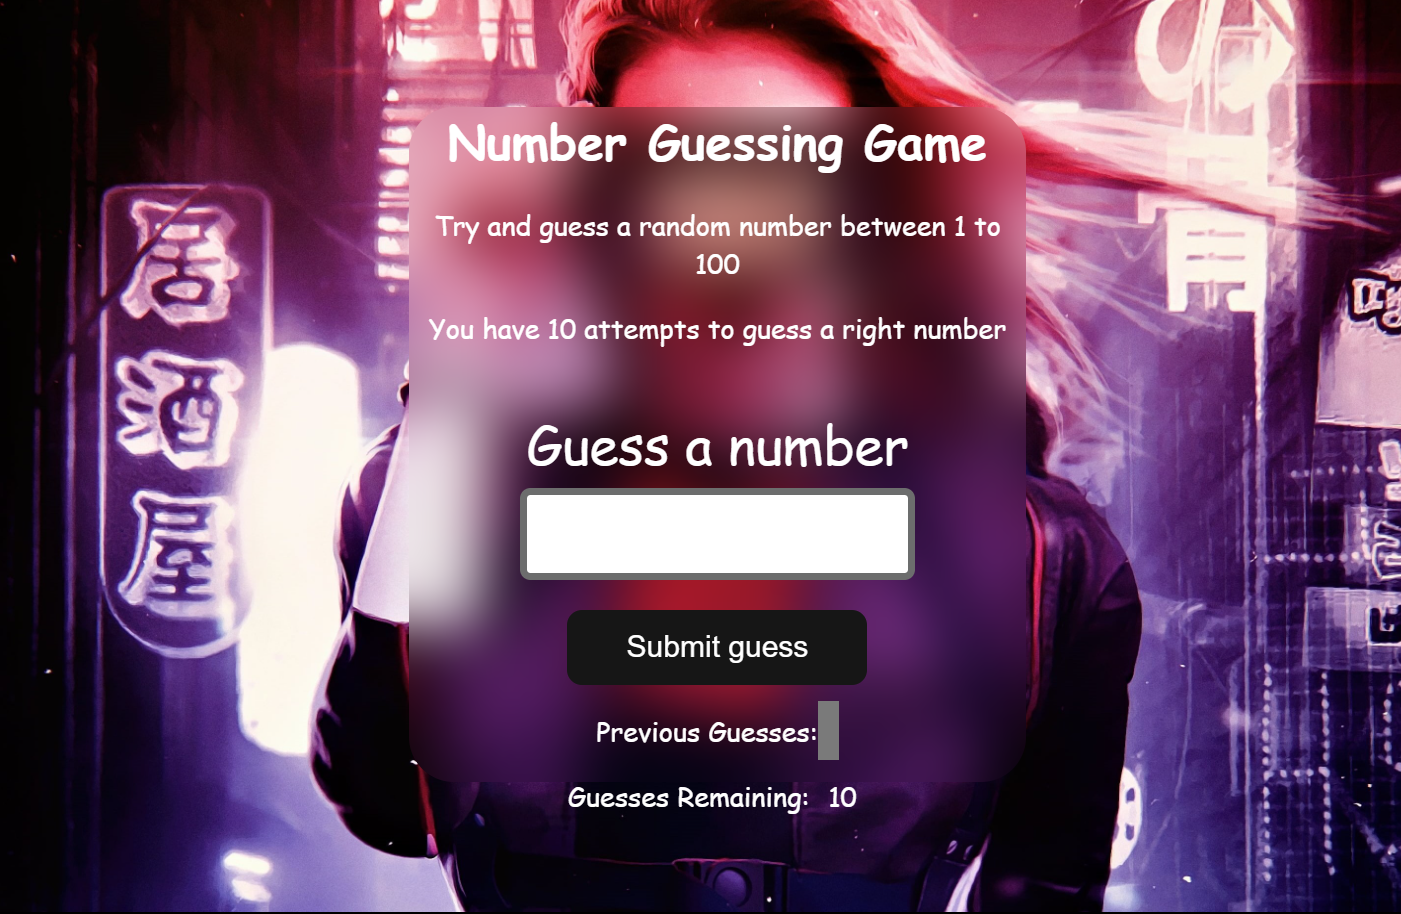 Number Guessing Game
Try and guess a random number between 1 to
100
You have 10 attempts to guess a right number
Guess a number
Submit guess
Previous Guesses:
Guesses Remaining: 10
居
酒
屋